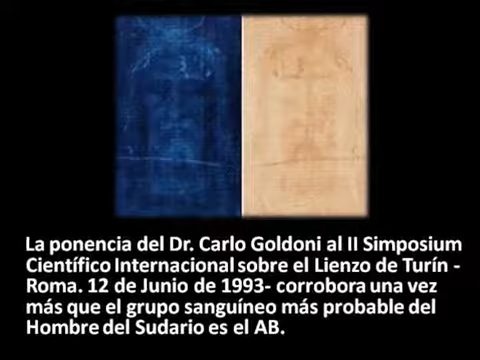 La ponencia del Dr. Carlo Goldoni al II Simposium
Científico Internacional sobre el Lienzo de Turín -
Roma. 12 de Junio de 1993- corrobora una vez
más que el grupo sanguíneo más probable del
Hombre del Sudario es el AB.